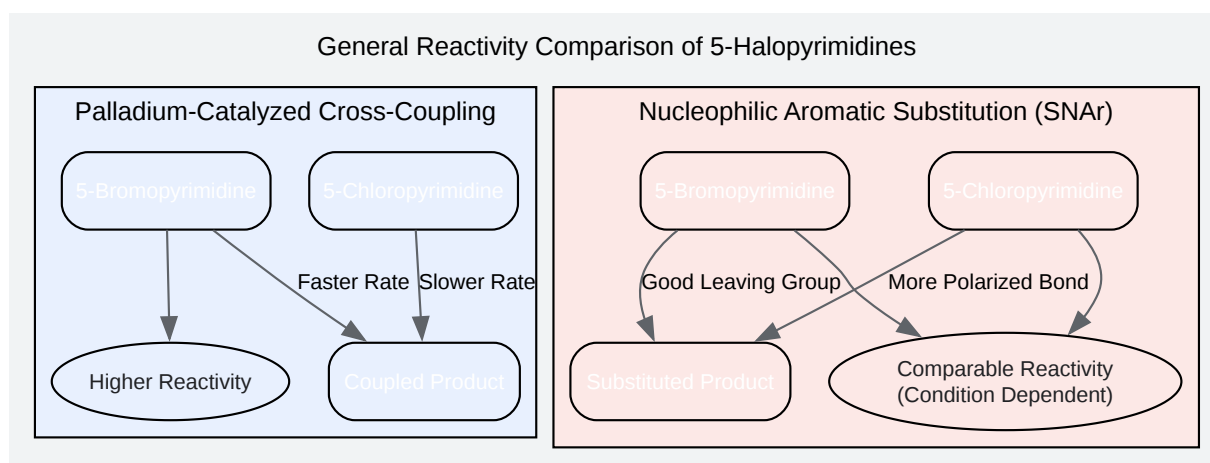 General Reactivity Comparison of 5-Halopyrimidines
Palladium-Catalyzed Cross-Coupling
5-Bromopyrimidine
5-Chloropyrimidine
Faster Rate
Slower Rate
Higher Reactivity
Coupled Product
Nucleophilic Aromatic Substitution (SNAr)
5-Bromopyrimidine
5-Chloropyrimidine
Good Leaving Group
More Polarized Bond
Substituted Product
Comparable Reactivity
(Condition Dependent)